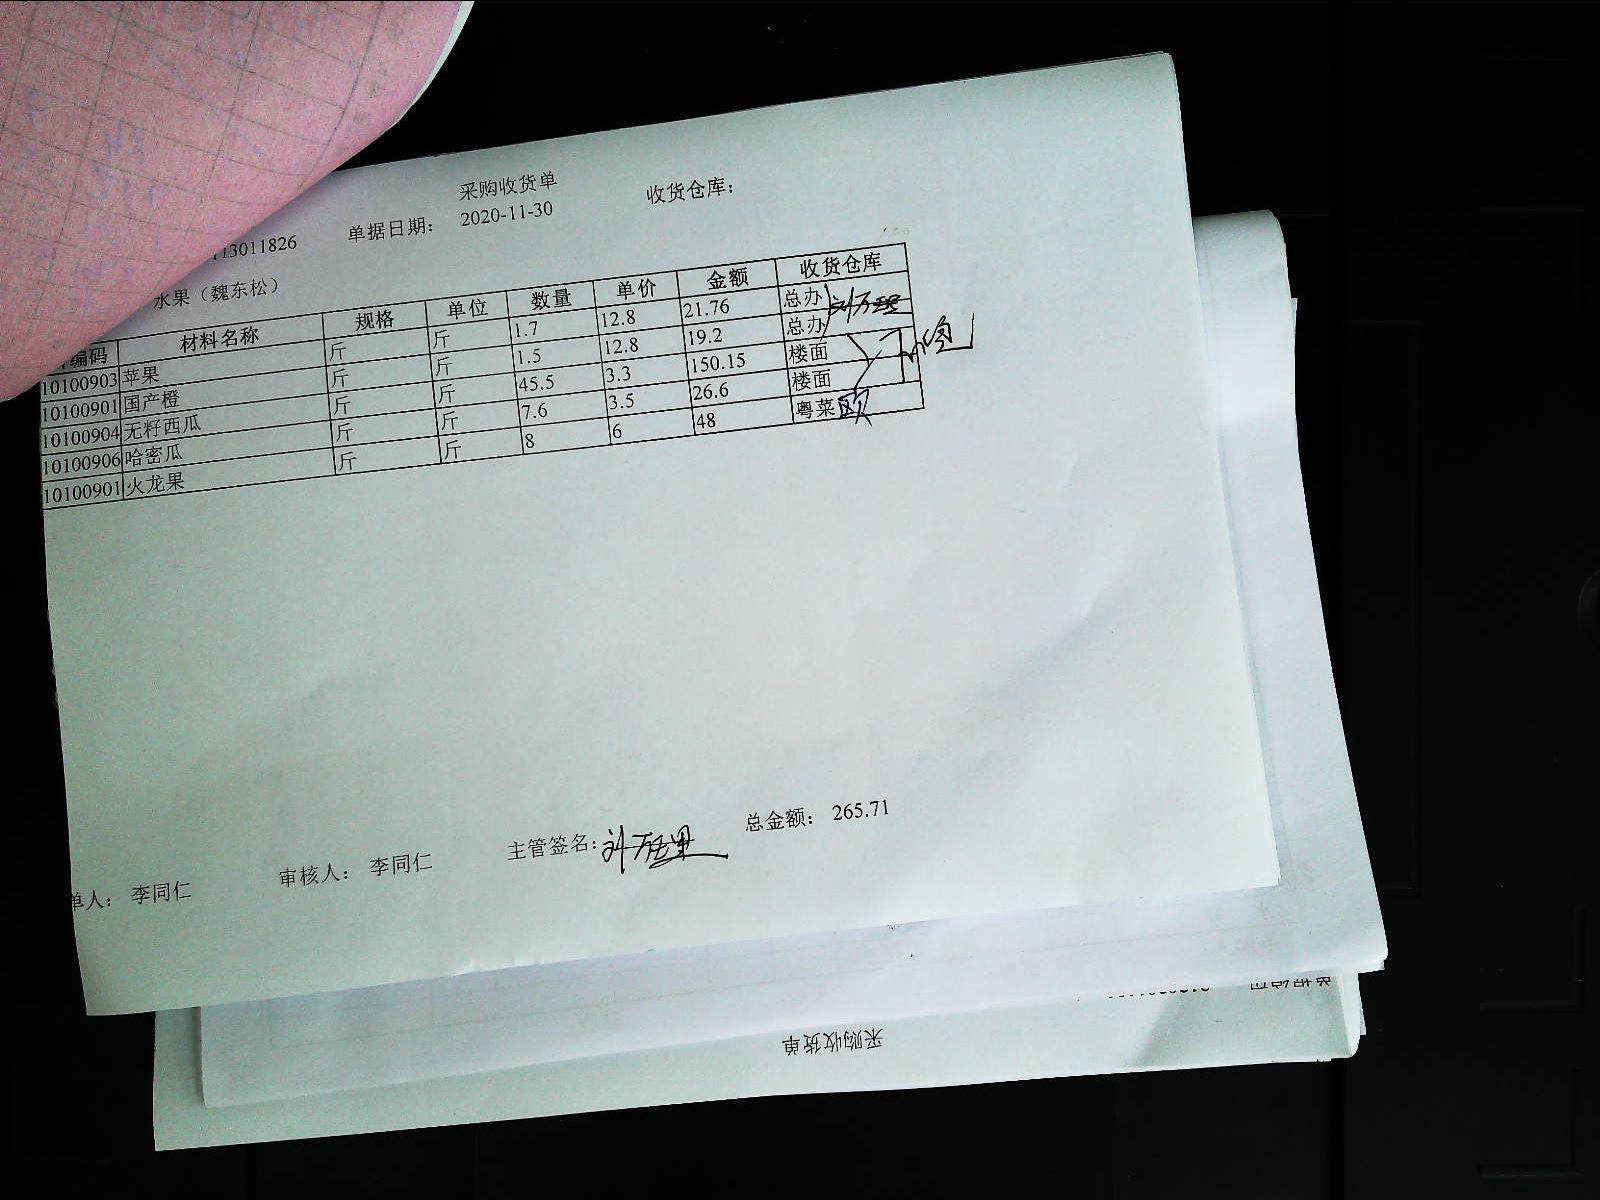 采购收货单
113011826 单据日期： 2020-11-30 收货仓库：
水果（魏东松）
编码 材料名称 规格 单位 数量 单价 金额 收货仓库
10100903 苹果 斤 斤 1.7 12.8 21.76 总办
10100901 国产橙 斤 斤 1.5 12.8 19.2 总办
10100904 无籽西瓜 斤 斤 45.5 3.3 150.15 楼面
10100906 哈密瓜 斤 斤 7.6 3.5 26.6 楼面
10100901 火龙果 斤 斤 8 6 48 粤菜 欧
单人： 李同仁 审核人： 李同仁 主管签名： 总金额： 265.71
采购收货单